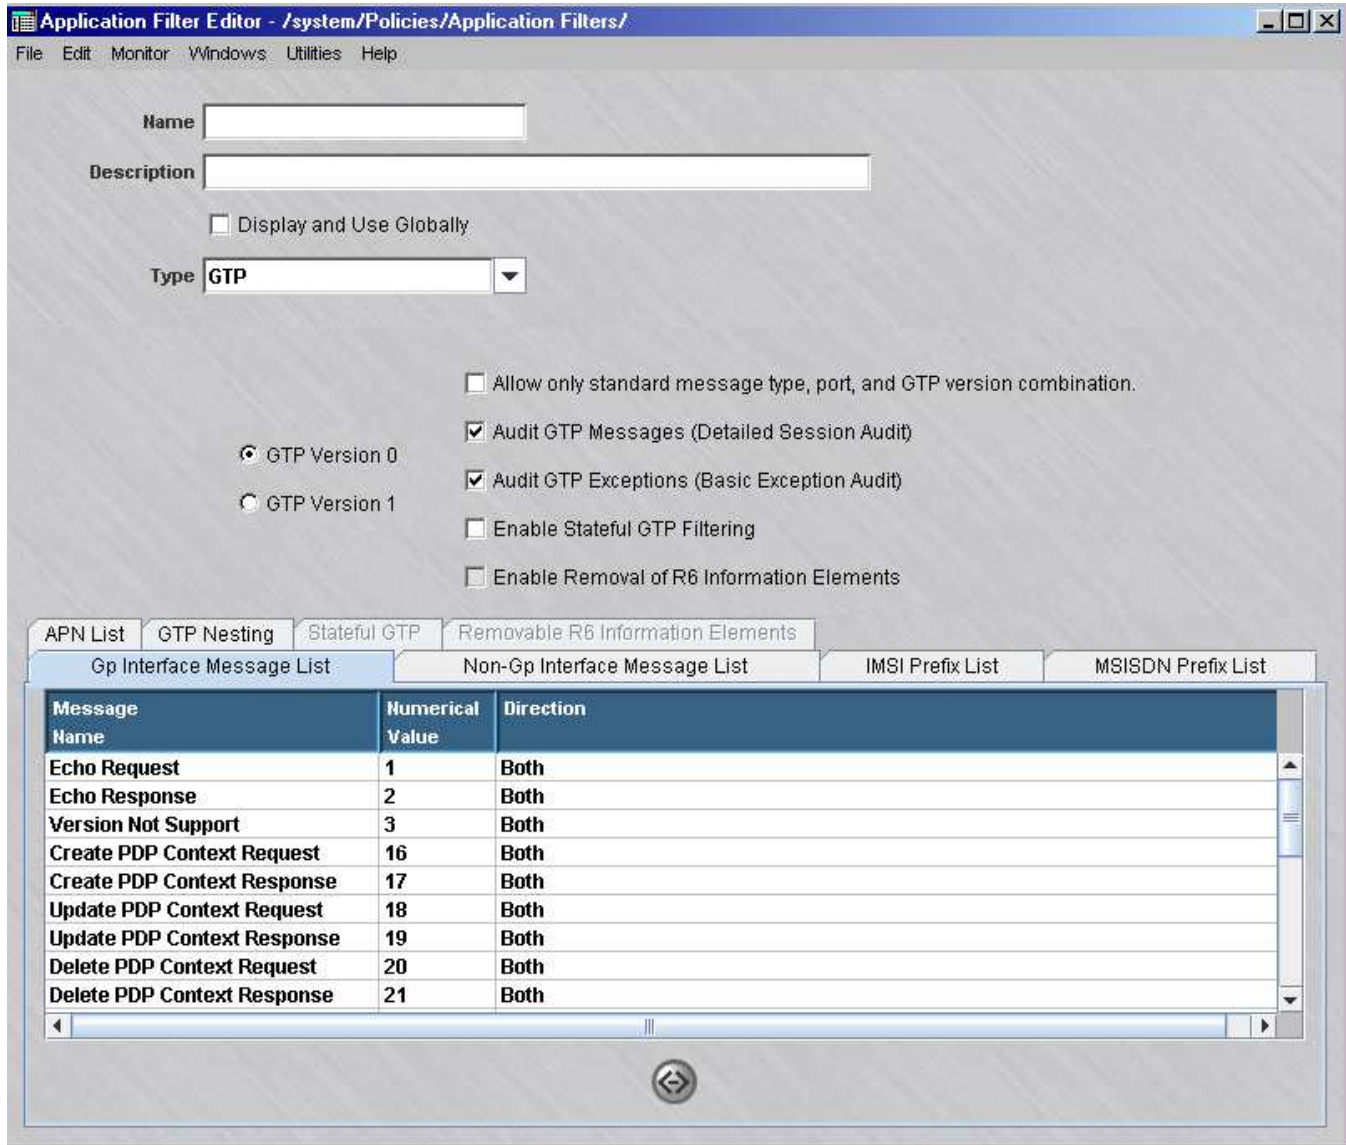 Application Filter Editor - /system/Policies/Application Filters/
File Edit Monitor Windows Utilities Help
Name
Description
Display and Use Globally
Type GTP
Allow only standard message type, port, and GTP version combination.
Audit GTP Messages (Detailed Session Audit)
GTP Version 0
Audit GTP Exceptions (Basic Exception Audit)
GTP Version 1
Enable Stateful GTP Filtering
Enable Removal of R6 Information Elements
APN List GTP Nesting Stateful GTP Removable R6 Information Elements
Gp Interface Message List Non-Gp Interface Message List IMSI Prefix List MSISDN Prefix List
Message Name Numerical Value Direction
Echo Request 1 Both
Echo Response 2 Both
Version Not Support 3 Both
Create PDP Context Request 16 Both
Create PDP Context Response 17 Both
Update PDP Context Request 18 Both
Update PDP Context Response 19 Both
Delete PDP Context Request 20 Both
Delete PDP Context Response 21 Both